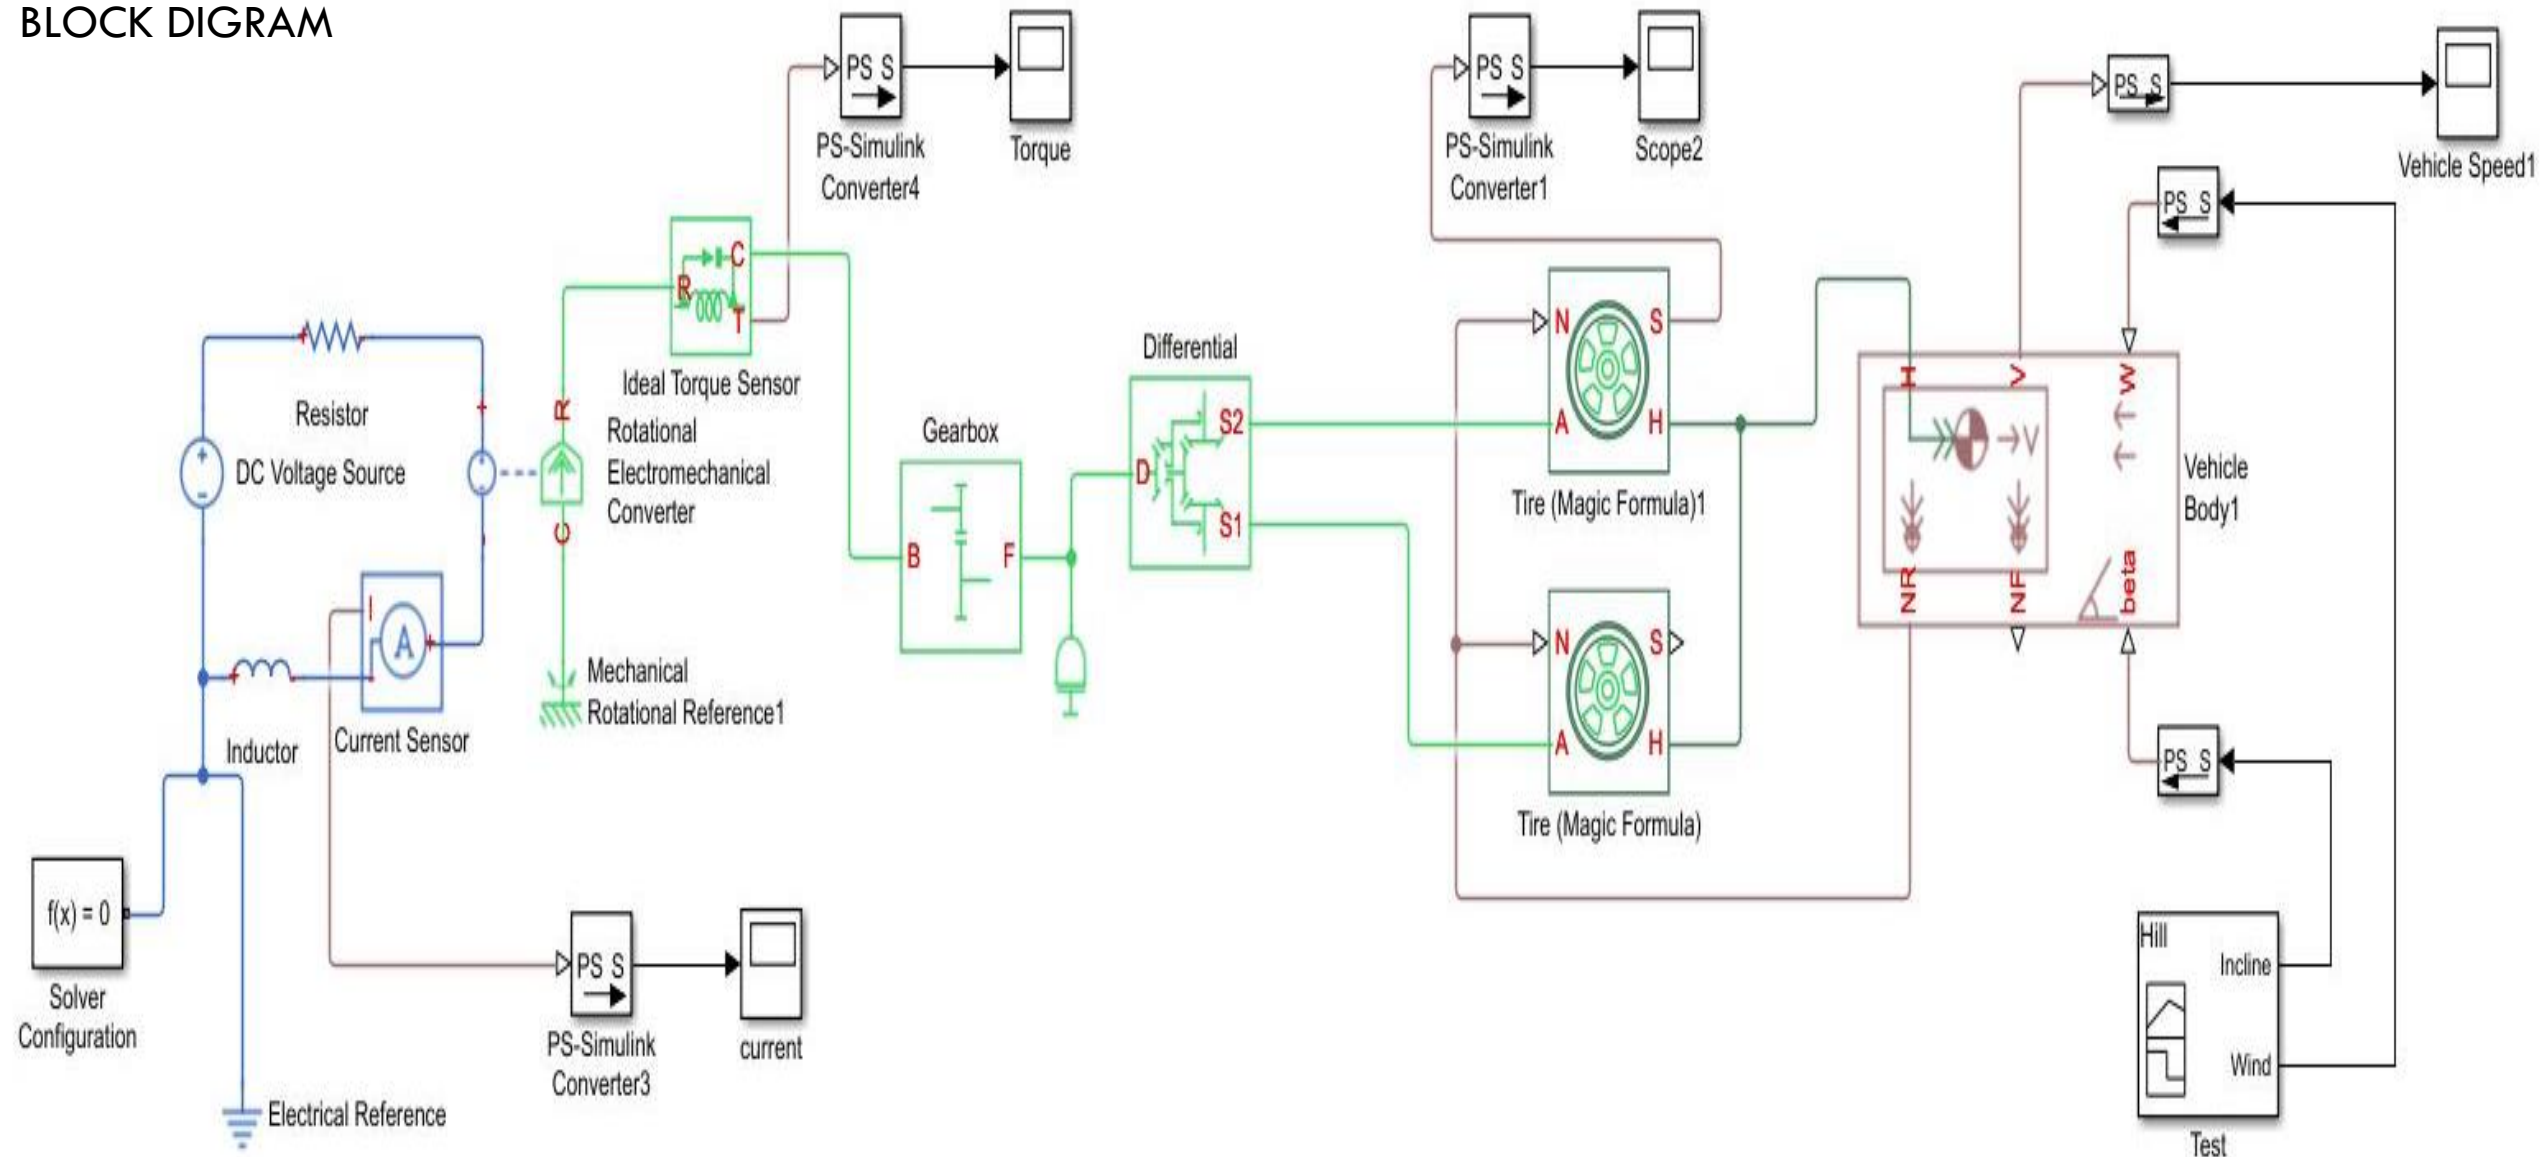 BLOCK DIGRAM
PS S
PS-Simulink
Converter4
Torque
PS S
PS-Simulink
Converter1
Scope2
PS S
Vehicle Speed1
PS S
R
C
T
Ideal Torque Sensor
+
Resistor
+
-
DC Voltage Source
+
-
R
C
Rotational
Electromechanical
Converter
Gearbox
B
F
Differential
D
S2
S1
N
S
A
H
Tire (Magic Formula)1
N
S
A
H
Tire (Magic Formula)
H
V
W
V
NR
NF
beta
Vehicle
Body1
PS S
I
A
+
+
Inductor
Current Sensor
Mechanical
Rotational Reference1
f(x) = 0
Solver
Configuration
PS S
PS-Simulink
Converter3
current
Electrical Reference
Hill
Incline
Wind
Test